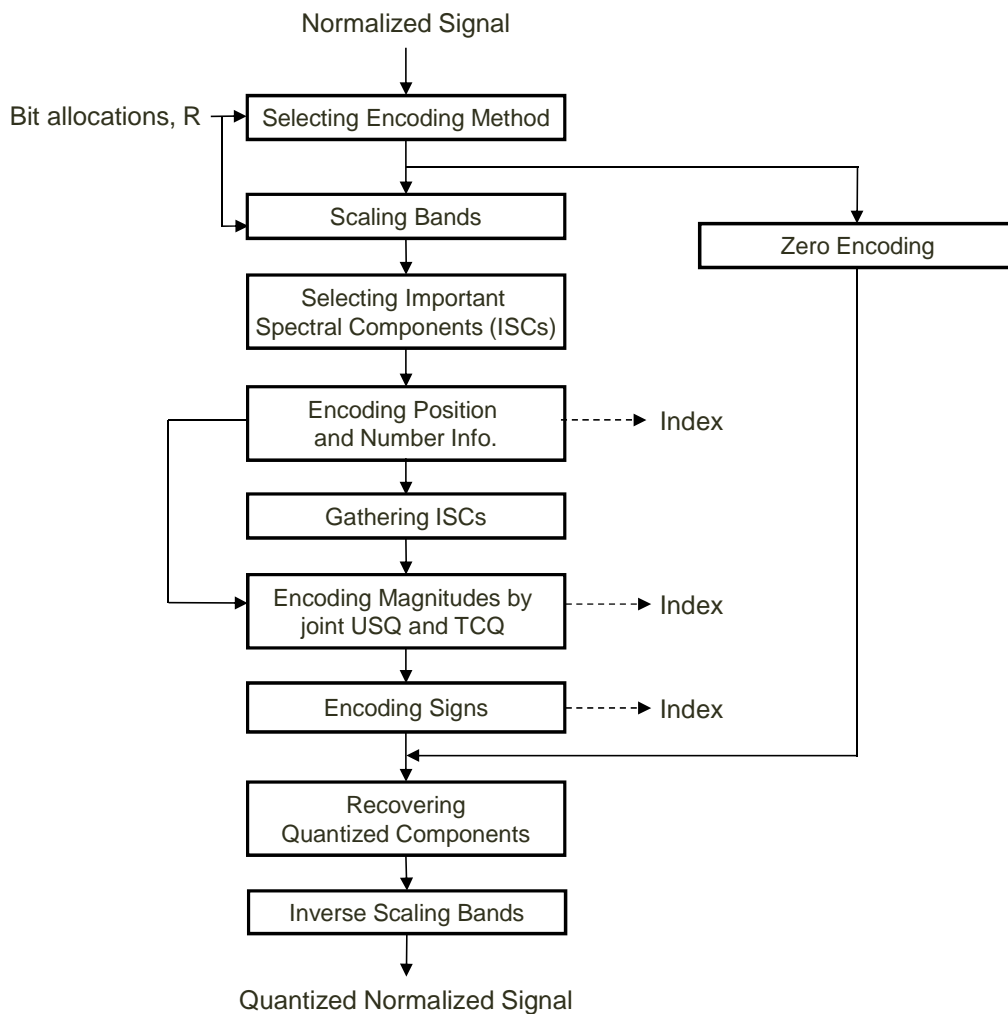 Normalized Signal
Bit allocations, R
Selecting Encoding Method
Scaling Bands
Zero Encoding
Selecting Important
Spectral Components (ISCs)
Encoding Position
and Number Info.
Index
Gathering ISCs
Encoding Magnitudes by
joint USQ and TCQ
Index
Encoding Signs
Index
Recovering
Quantized Components
Inverse Scaling Bands
Quantized Normalized Signal